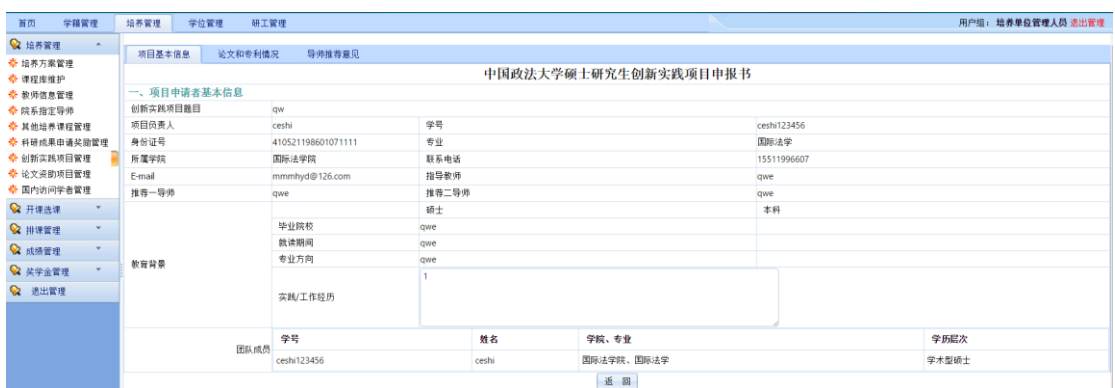 首页 学籍管理 培养管理 学位管理 研工管理 用户组： 培养单位管理人员 退出管理
培养管理
培养方案管理
课程库维护
教师信息管理
院系指定导师
其他培养课程管理
科研成果申请奖励管理
创新实践项目管理
论文资助项目管理
国内访问学者管理
开课选课
排课管理
成绩管理
奖学金管理
退出管理
项目基本信息 论文和专利情况 导师推荐意见
中国政法大学硕士研究生创新实践项目申报书
一、项目申请者基本信息
创新实践项目题目 qw
项目负责人 ceshi 学号 ceshi123456
身份证号 410521198601071111 专业 国际法学
所属学院 国际法学院 联系电话 15511996607
E-mail mmmhyd@126.com 指导教师 qwe
推荐一导师 qwe 推荐二导师 qwe
硕士 本科
教育背景
毕业院校 qwe
就读期间 qwe
专业方向 qwe
实践/工作经历 1
团队成员
学号 姓名 学院、专业 学历层次
ceshi123456 ceshi 国际法学院、国际法学 学术型硕士
返 回